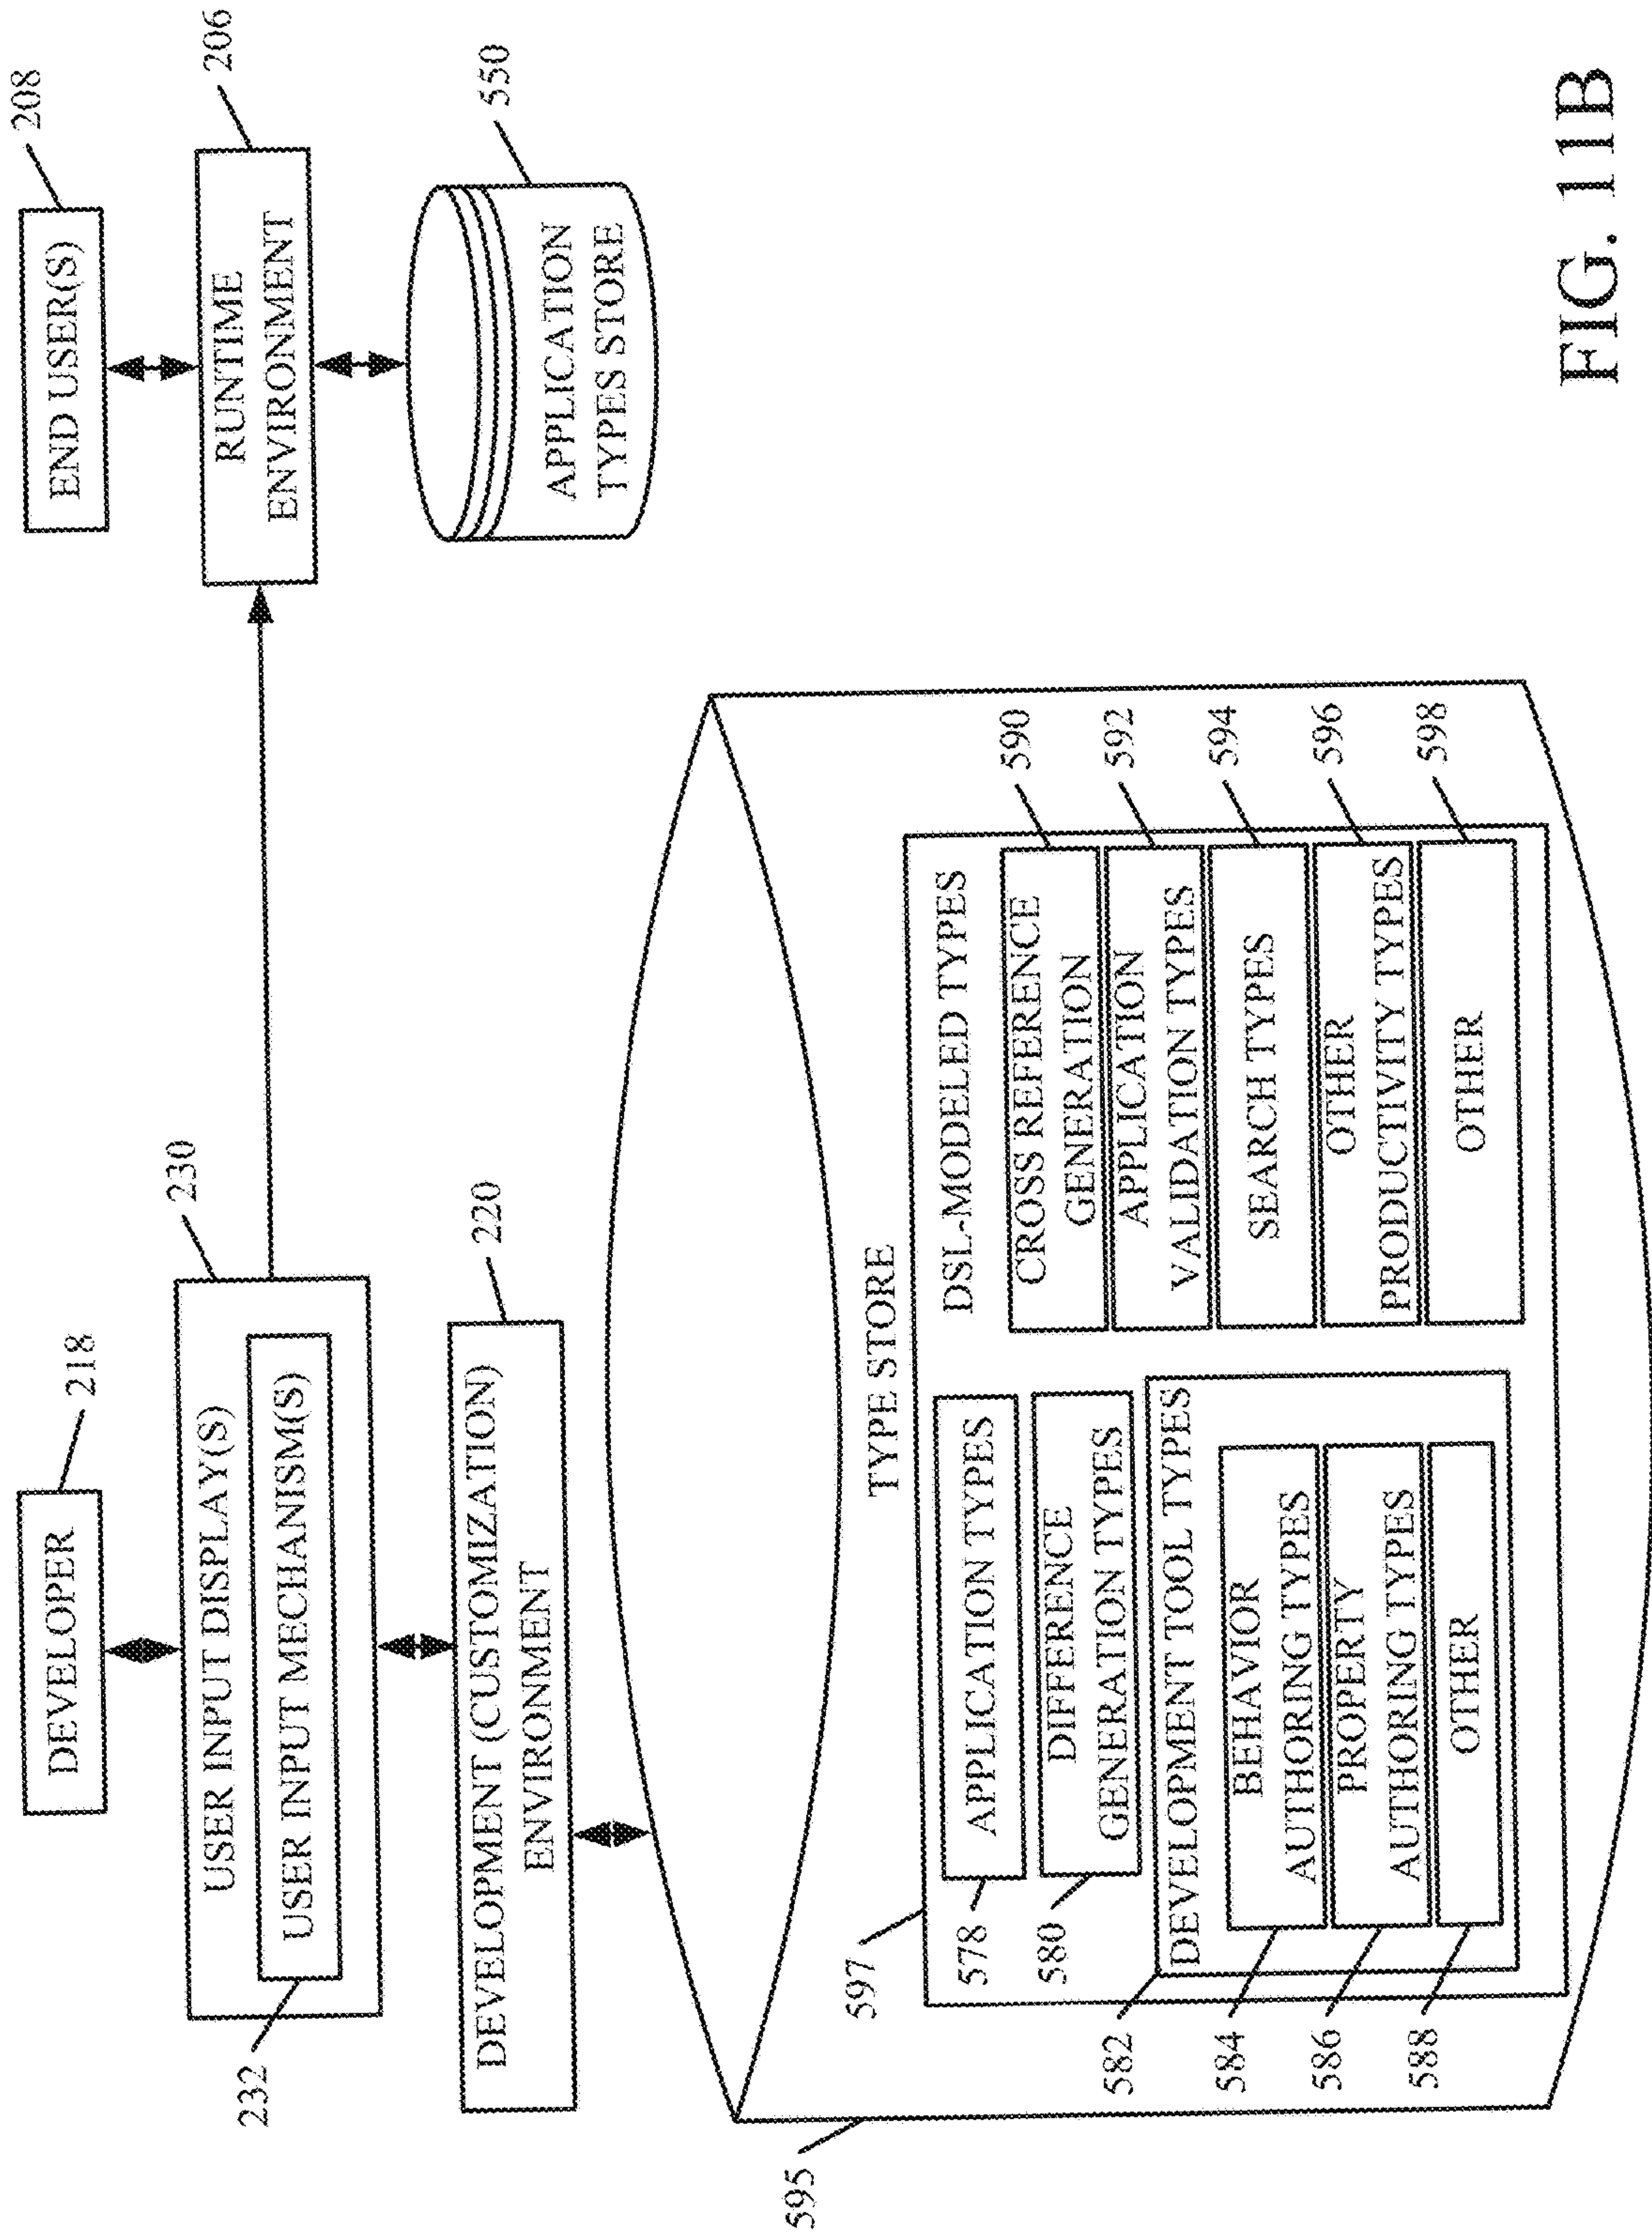 DEVELOPER
218
USER INPUT DISPLAY(S)
230
USER INPUT MECHANISM(S)
232
DEVELOPMENT (CUSTOMIZATION)
ENVIRONMENT
220
END USER(S)
208
RUNTIME
ENVIRONMENT
206
APPLICATION
TYPES STORE
550
595
TYPE STORE
597
DSL-MODELED TYPES
578
APPLICATION TYPES
580
DIFFERENCE
GENERATION TYPES
582
DEVELOPMENT TOOL TYPES
584
BEHAVIOR
AUTHORING TYPES
586
PROPERTY
AUTHORING TYPES
588
OTHER
CROSS REFERENCE
GENERATION
590
APPLICATION
VALIDATION TYPES
592
SEARCH TYPES
594
OTHER
PRODUCTIVITY TYPES
596
OTHER
598
FIG. 11B